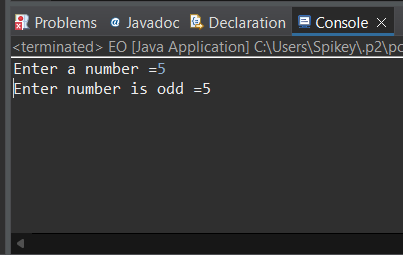 Problems @ Javadoc Declaration Console
<terminated> EO [Java Application] C:\Users\Spikey\.p2\po
Enter a number =5
Enter number is odd =5